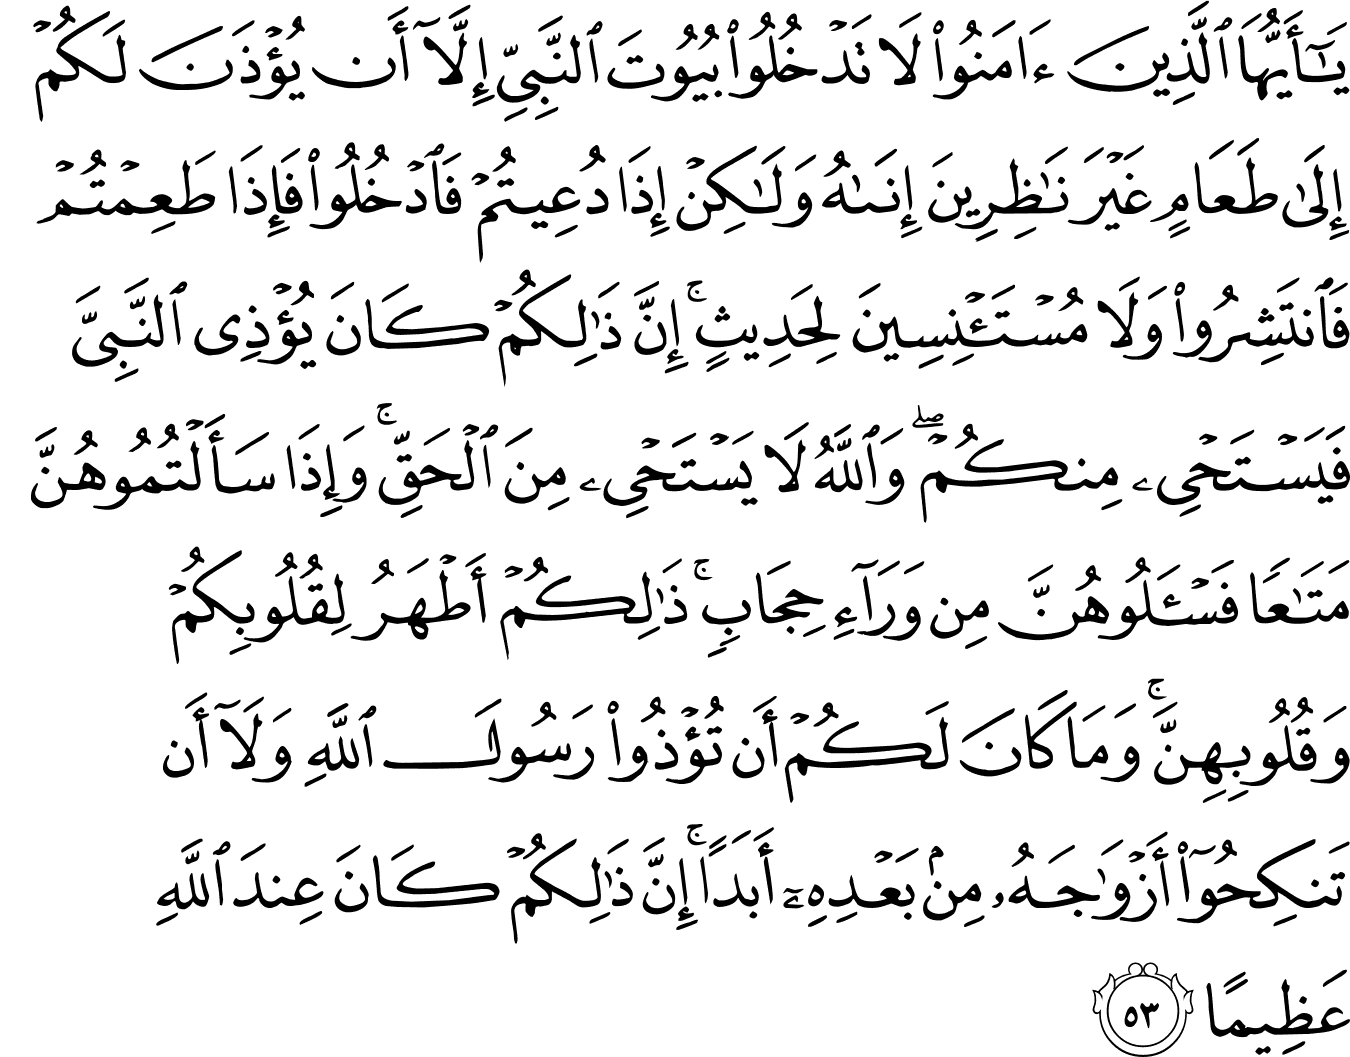 يَـٰٓأَيُّهَا ٱلَّذِينَ ءَامَنُوا۟ لَا تَدْخُلُوا۟ بُيُوتَ ٱلنَّبِىِّ إِلَّآ أَن يُؤْذَنَ لَكُمْ
إِلَىٰ طَعَامٍ غَيْرَ نَـٰظِرِينَ إِنَىٰهُ وَلَـٰكِنْ إِذَا دُعِيتُمْ فَٱدْخُلُوا۟ فَإِذَا طَعِمْتُمْ
فَٱنتَشِرُوا۟ وَلَا مُسْتَـْٔنِسِينَ لِحَدِيثٍ ۚ إِنَّ ذَٰلِكُمْ كَانَ يُؤْذِى ٱلنَّبِىَّ
فَيَسْتَحْىِۦ مِنكُمْ ۖ وَٱللَّهُ لَا يَسْتَحْىِۦ مِنَ ٱلْحَقِّ ۚ وَإِذَا سَأَلْتُمُوهُنَّ
مَتَـٰعًا فَسْـَٔلُوهُنَّ مِن وَرَآءِ حِجَابٍ ۚ ذَٰلِكُمْ أَطْهَرُ لِقُلُوبِكُمْ
وَقُلُوبِهِنَّ ۚ وَمَا كَانَ لَكُمْ أَن تُؤْذُوا۟ رَسُولَ ٱللَّهِ وَلَآ أَن
تَنكِحُوٓا۟ أَزْوَٰجَهُۥ مِنۢ بَعْدِهِۦٓ أَبَدًا ۚ إِنَّ ذَٰلِكُمْ كَانَ عِندَ ٱللَّهِ
عَظِيمًا ٥٣